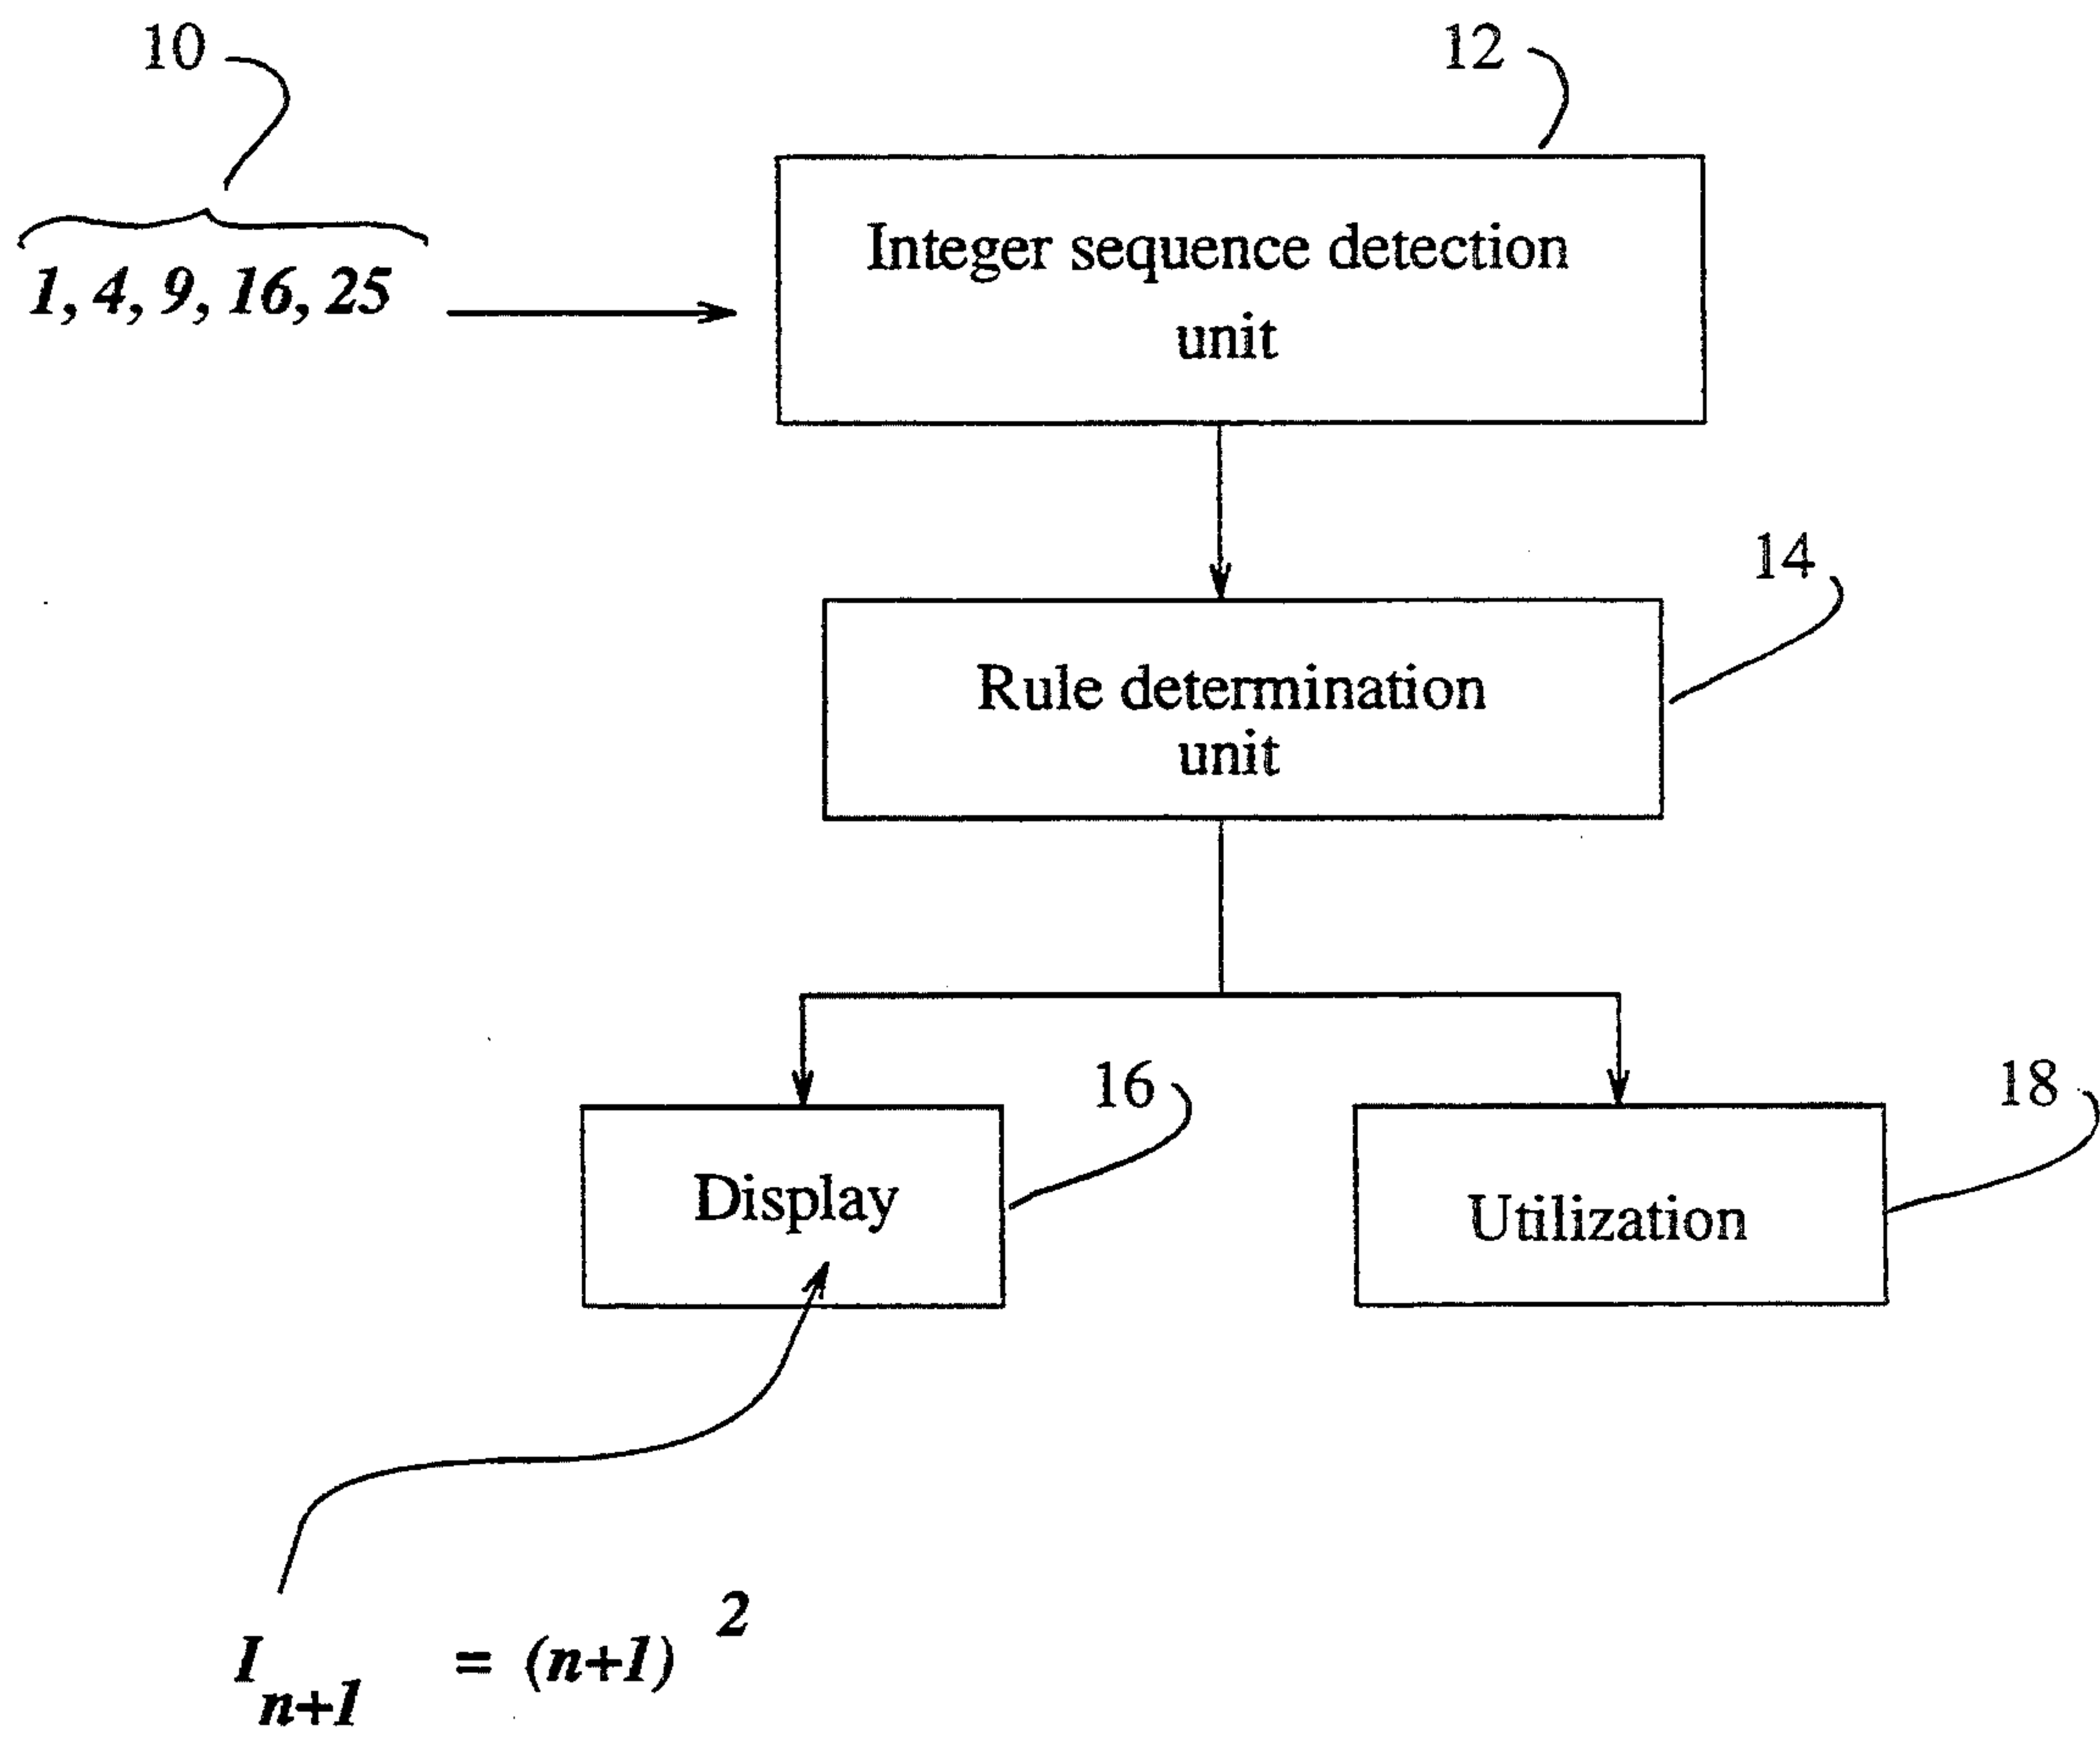 10
12
1, 4, 9, 16, 25
Integer sequence detection
unit
14
Rule determination
unit
16
18
Display
Utilization
I n+1 = (n+1) 2